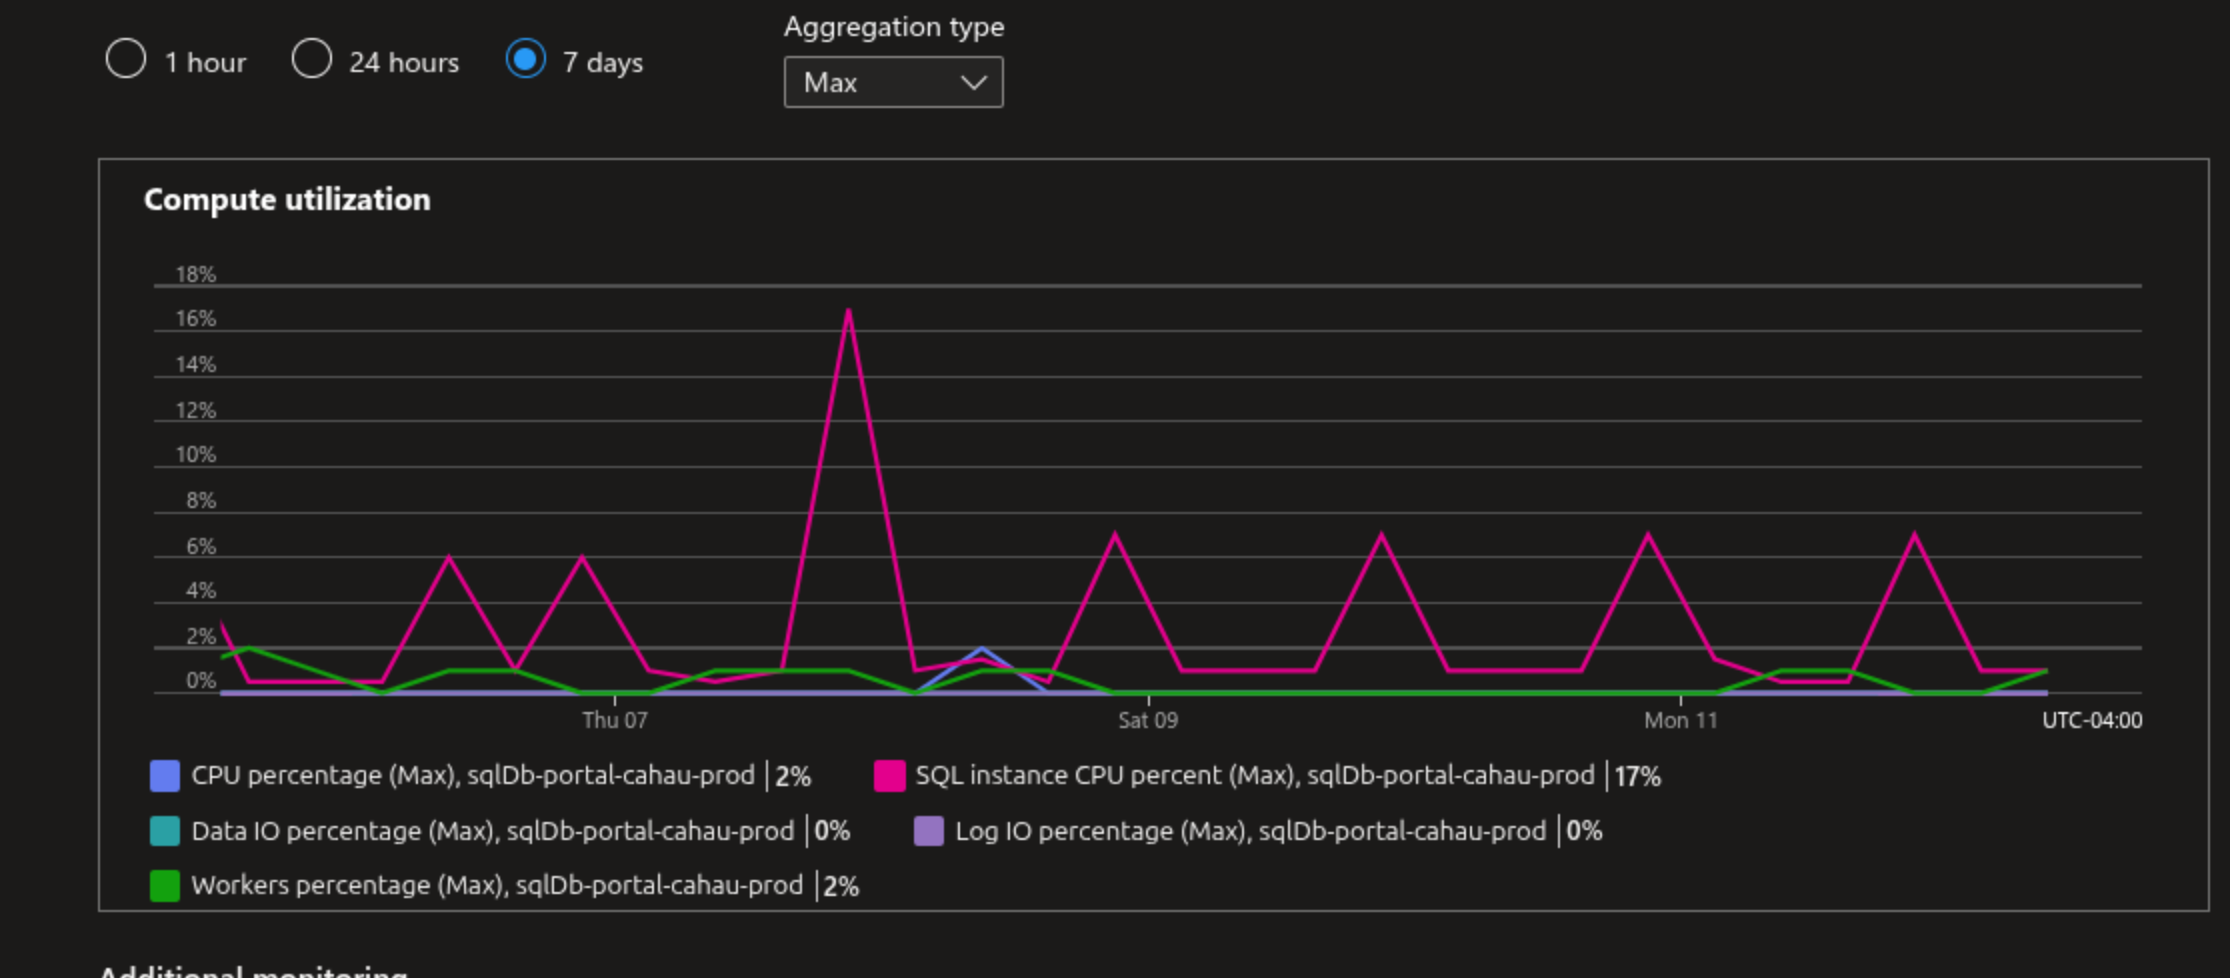 Aggregation type
1 hour 24 hours 7 days
Max
Compute utilization
18%
16%
14%
12%
10%
8%
6%
4%
2%
0%
Thu 07 Sat 09 Mon 11 UTC-04:00
CPU percentage (Max), sqlDb-portal-cahau-prod | 2% SQL instance CPU percent (Max), sqlDb-portal-cahau-prod | 17%
Data IO percentage (Max), sqlDb-portal-cahau-prod | 0% Log IO percentage (Max), sqlDb-portal-cahau-prod | 0%
Workers percentage (Max), sqlDb-portal-cahau-prod | 2%
Additional monitoring